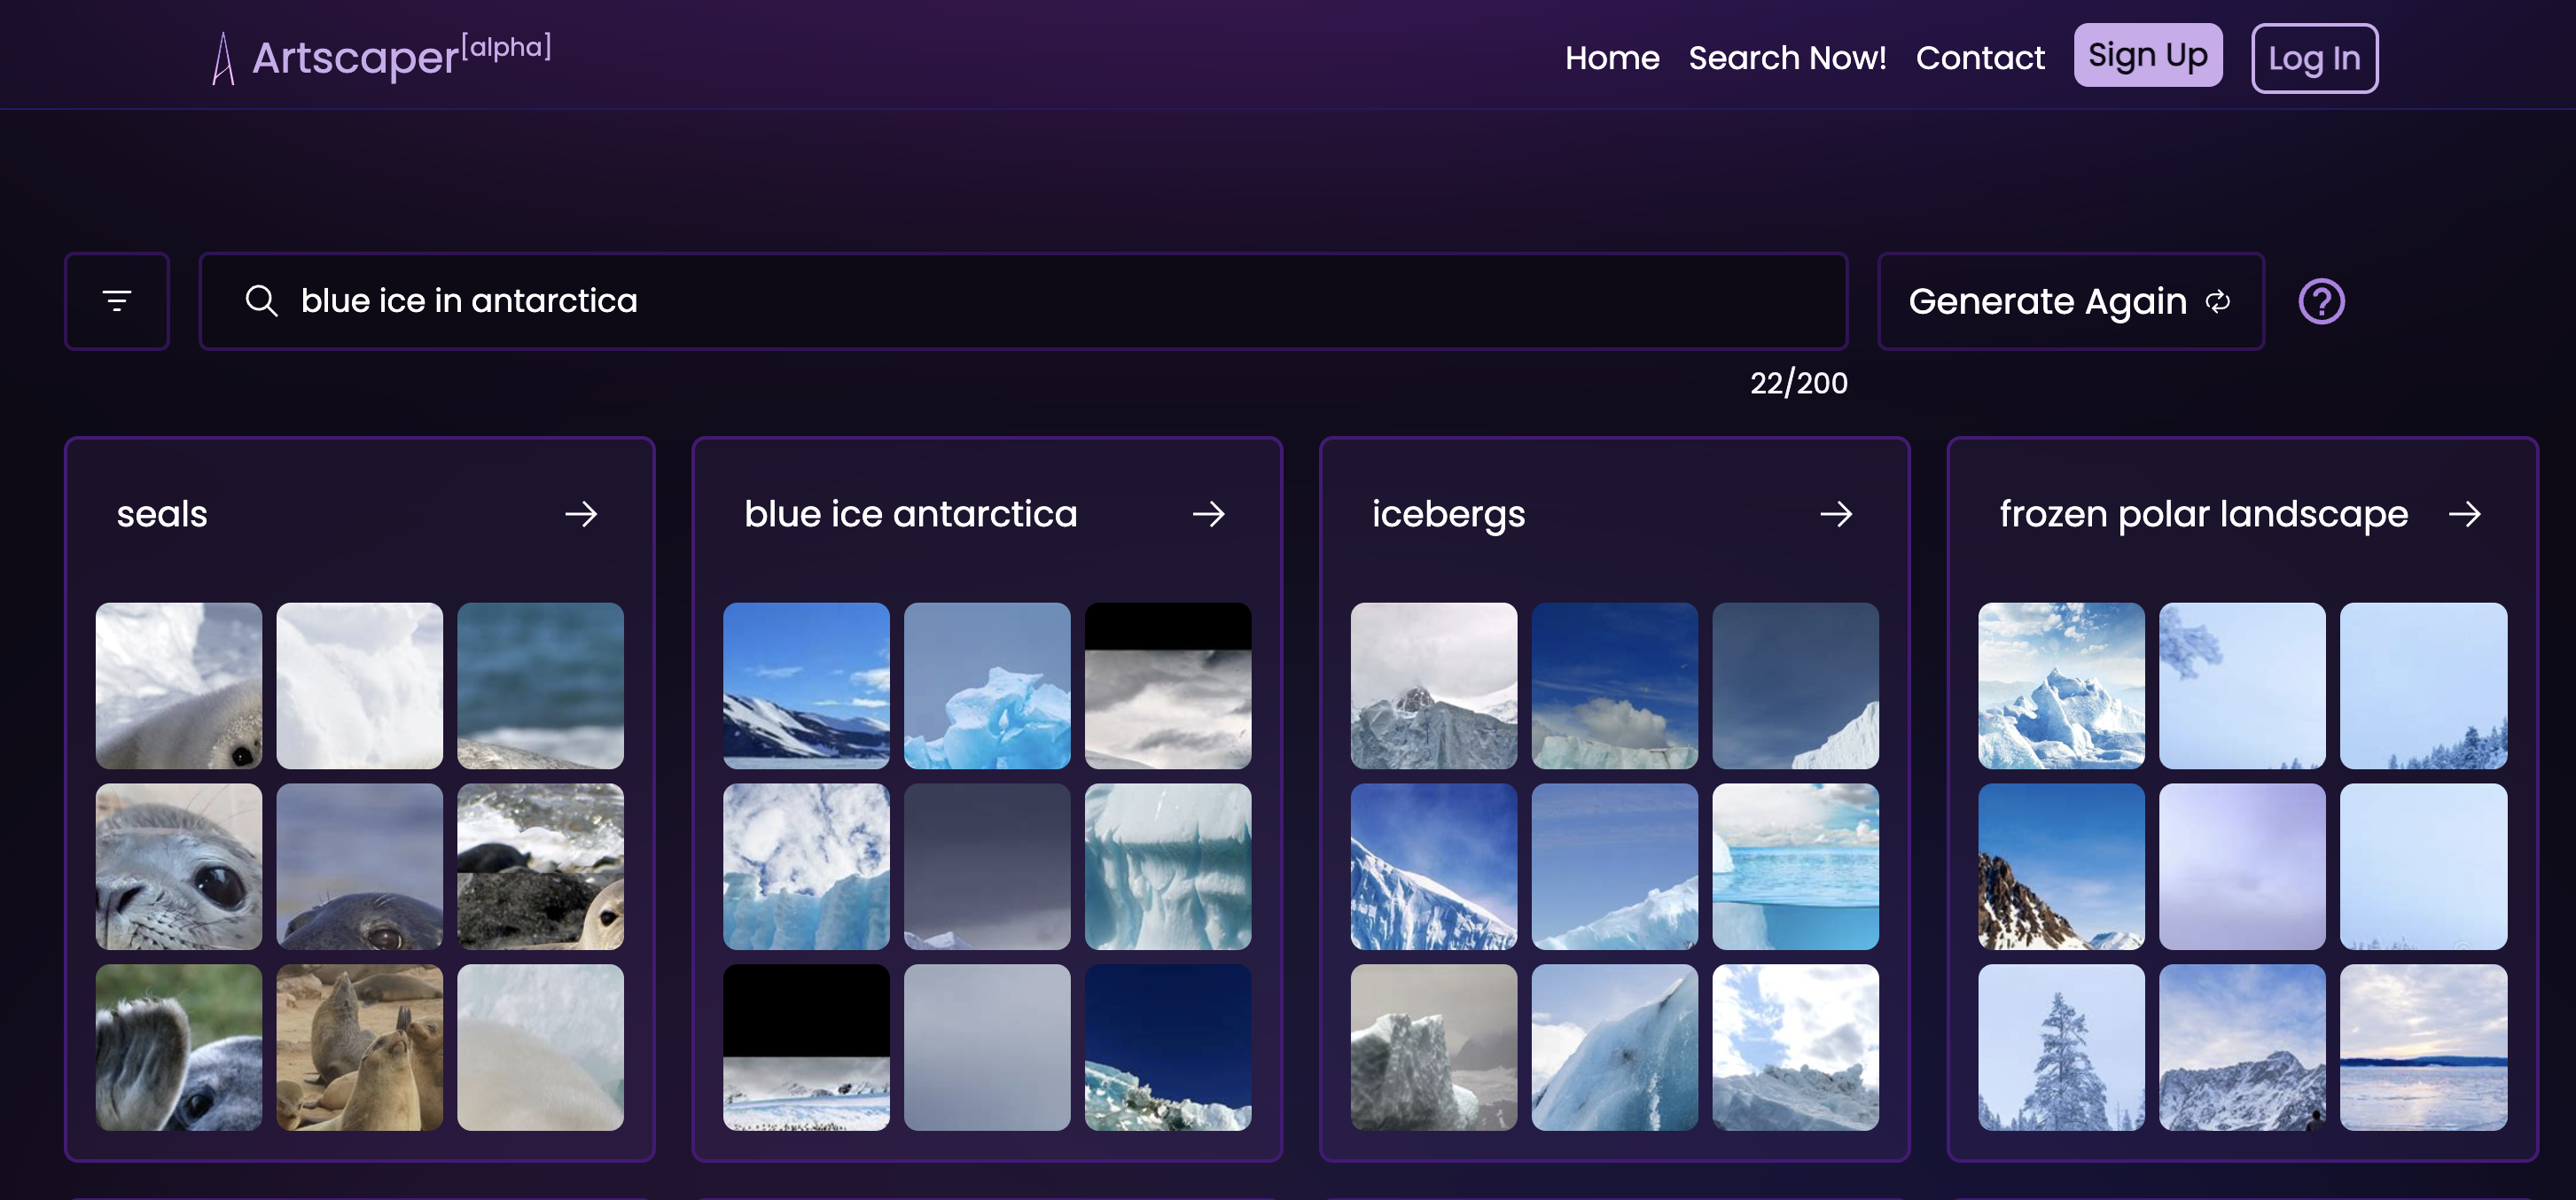 Artscaper[alpha]
Home Search Now! Contact Sign Up Log In
blue ice in antarctica
Generate Again
?
22/200
seals
blue ice antarctica
icebergs
frozen polar landscape